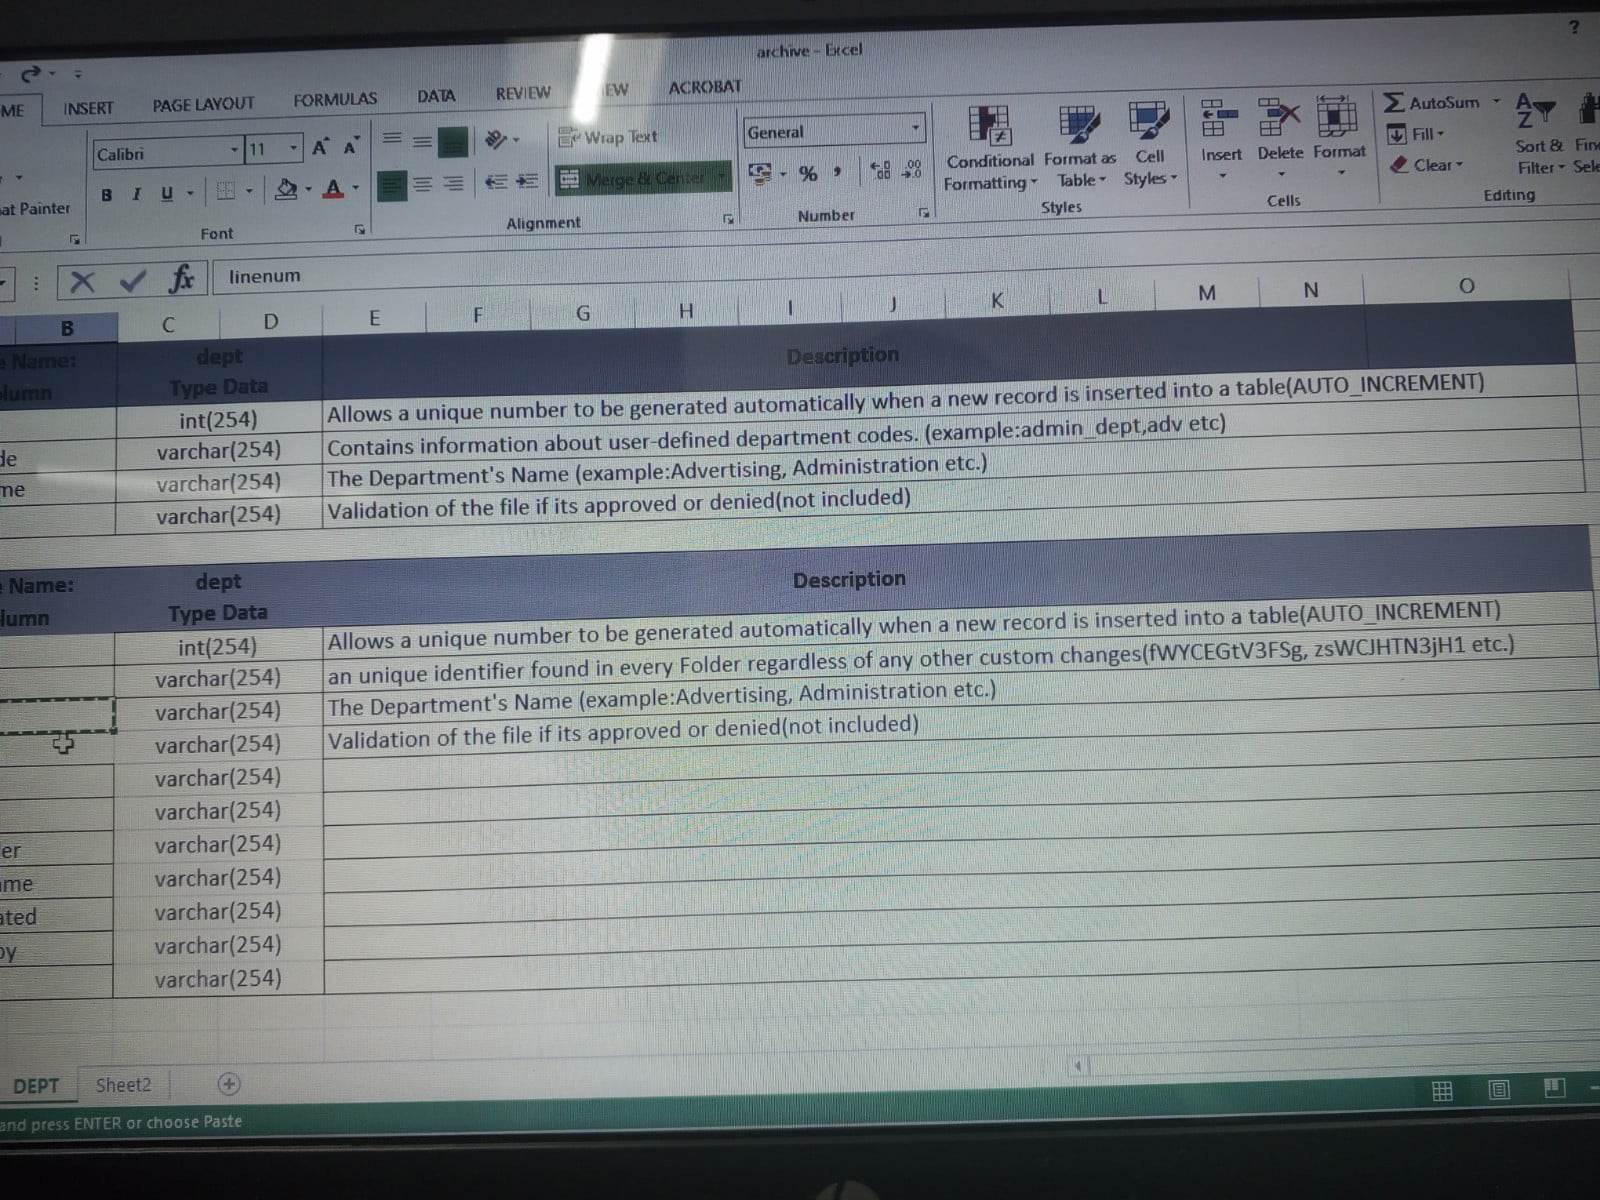 archive - Excel
?
ME INSERT PAGE LAYOUT FORMULAS DATA REVIEW EW ACROBAT
Calibri 11 A A Wrap Text General
AutoSum
Fill
Clear
B I U A Merge & Center % , .00
at Painter
Conditional Formatting
Format as Table
Cell Styles
Insert Delete Format
Sort & Filter
Font Alignment Number Styles Cells Editing
fx linenum
B C D E F G H I J K L M N O
Name: dept Description
lumn Type Data
int(254) Allows a unique number to be generated automatically when a new record is inserted into a table(AUTO_INCREMENT)
de varchar(254) Contains information about user-defined department codes. (example:admin_dept,adv etc)
me varchar(254) The Department's Name (example:Advertising, Administration etc.)
varchar(254) Validation of the file if its approved or denied(not included)
Name: dept Description
lumn Type Data
int(254) Allows a unique number to be generated automatically when a new record is inserted into a table(AUTO_INCREMENT)
varchar(254) an unique identifier found in every Folder regardless of any other custom changes(fWYCEGtV3FSg, zsWCJHTN3jH1 etc.)
varchar(254) The Department's Name (example:Advertising, Administration etc.)
varchar(254) Validation of the file if its approved or denied(not included)
varchar(254)
varchar(254)
er varchar(254)
ame varchar(254)
ated varchar(254)
by varchar(254)
varchar(254)
DEPT Sheet2
and press ENTER or choose Paste